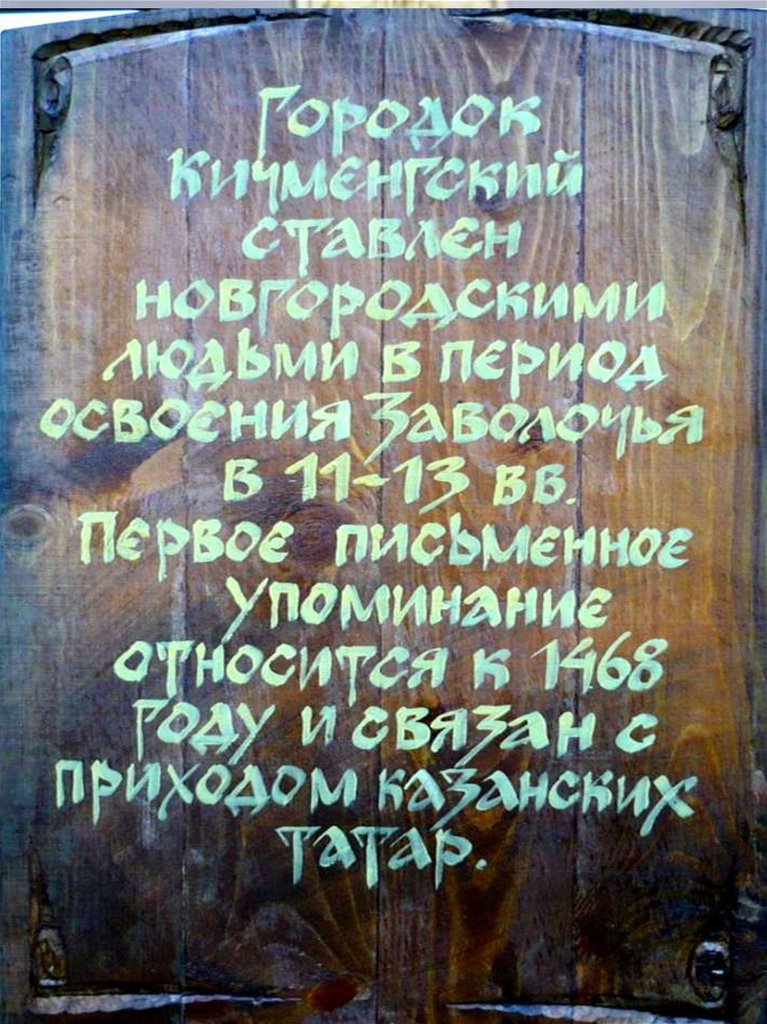 Городок
Кичменгский
ставлен
новгородскими
людьми в период
освоения Заволочья
в 11-13 вв.
Первое письменное
упоминание
относится к 1468
году и связан с
приходом казанских
татар.